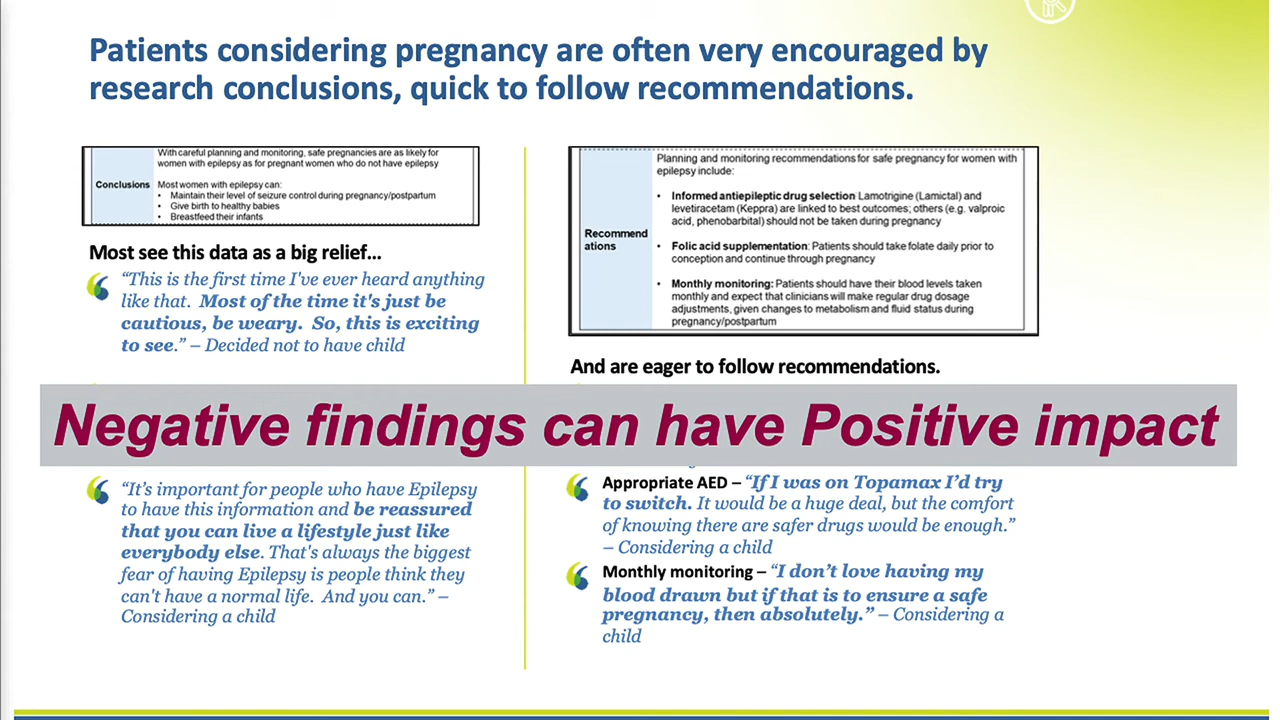 Patients considering pregnancy are often very encouraged by
research conclusions, quick to follow recommendations.
Conclusions
With careful planning and monitoring, safe pregnancies are as likely for
women with epilepsy as for pregnant women who do not have epilepsy
Most women with epilepsy can:
• Maintain their level of seizure control during pregnancy/postpartum
• Give birth to healthy babies
• Breastfeed their infants
Most see this data as a big relief…
“This is the first time I've ever heard anything
like that. Most of the time it's just be
cautious, be weary. So, this is exciting
to see.” – Decided not to have child
Recommend
ations
Planning and monitoring recommendations for safe pregnancy for women with
epilepsy include:
• Informed antiepileptic drug selection Lamotrigine (Lamictal) and
levetiracetam (Keppra) are linked to best outcomes; others (e.g. valproic
acid, phenobarbital) should not be taken during pregnancy
• Folic acid supplementation: Patients should take folate daily prior to
conception and continue through pregnancy
• Monthly monitoring: Patients should have their blood levels taken
monthly and expect that clinicians will make regular drug dosage
adjustments, given changes to metabolism and fluid status during
pregnancy/postpartum
And are eager to follow recommendations.
Negative findings can have Positive impact
“It’s important for people who have Epilepsy
to have this information and be reassured
that you can live a lifestyle just like
everybody else. That's always the biggest
fear of having Epilepsy is people think they
can't have a normal life. And you can.” –
Considering a child
Appropriate AED – “If I was on Topamax I’d try
to switch. It would be a huge deal, but the comfort
of knowing there are safer drugs would be enough.”
– Considering a child
Monthly monitoring – “I don’t love having my
blood drawn but if that is to ensure a safe
pregnancy, then absolutely.” – Considering a
child